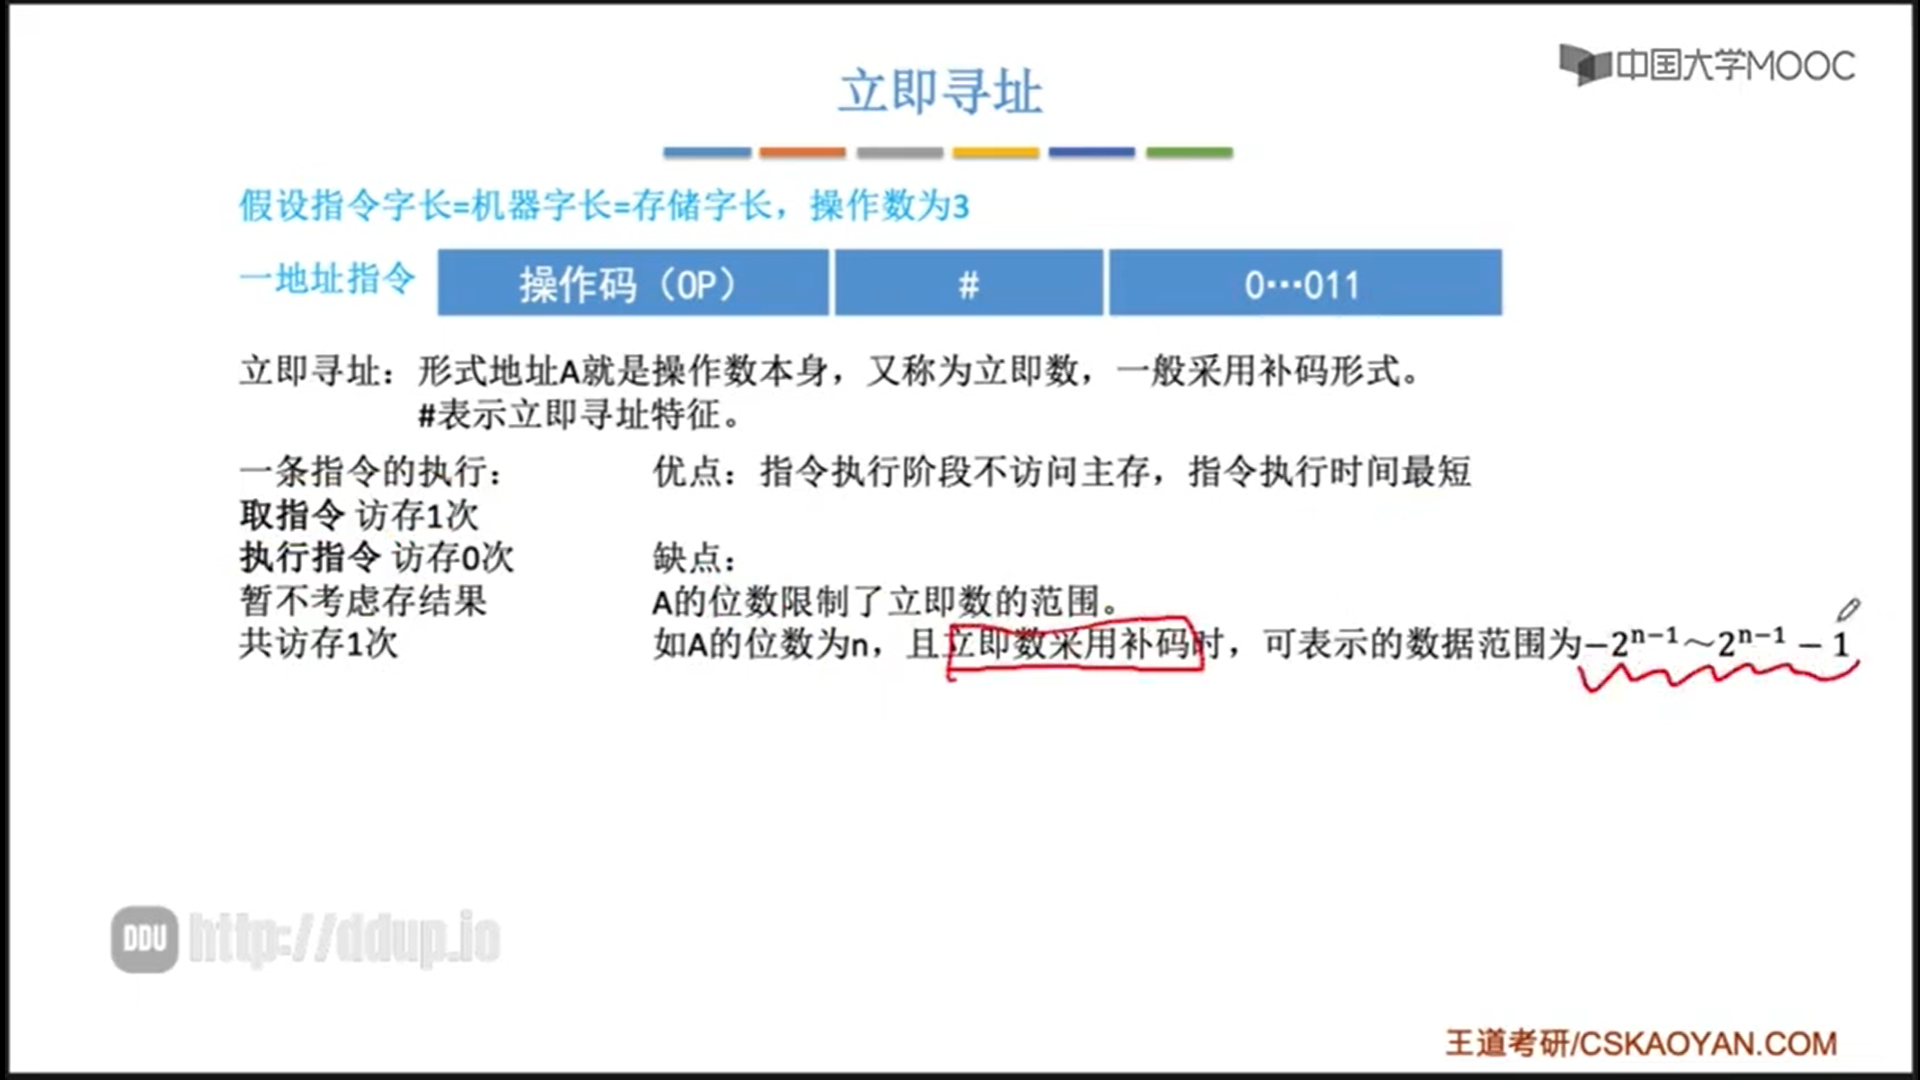 中国大学MOOC
立即寻址
假设指令字长=机器字长=存储字长，操作数为3
一地址指令 操作码（OP） # 0···011
立即寻址：形式地址A就是操作数本身，又称为立即数，一般采用补码形式。
#表示立即寻址特征。
一条指令的执行：
取指令 访存1次
执行指令 访存0次
暂不考虑存结果
共访存1次
优点：指令执行阶段不访问主存，指令执行时间最短
缺点：
A的位数限制了立即数的范围。
如A的位数为n，且立即数采用补码时，可表示的数据范围为−2ⁿ⁻¹～2ⁿ⁻¹ − 1
DDU http://ddup.io
王道考研/CSKAOYAN.COM